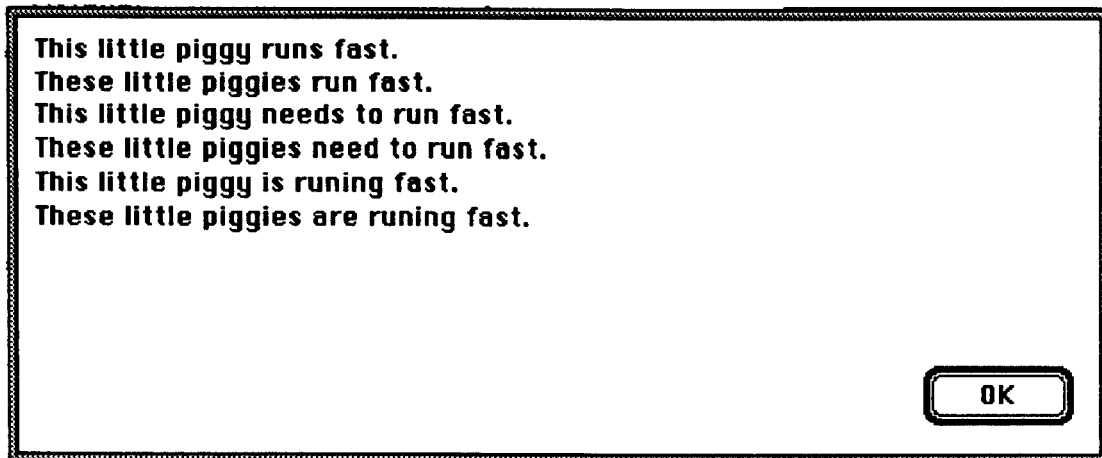 This little piggy runs fast.
These little piggies run fast.
This little piggy needs to run fast.
These little piggies need to run fast.
This little piggy is runing fast.
These little piggies are runing fast.
OK